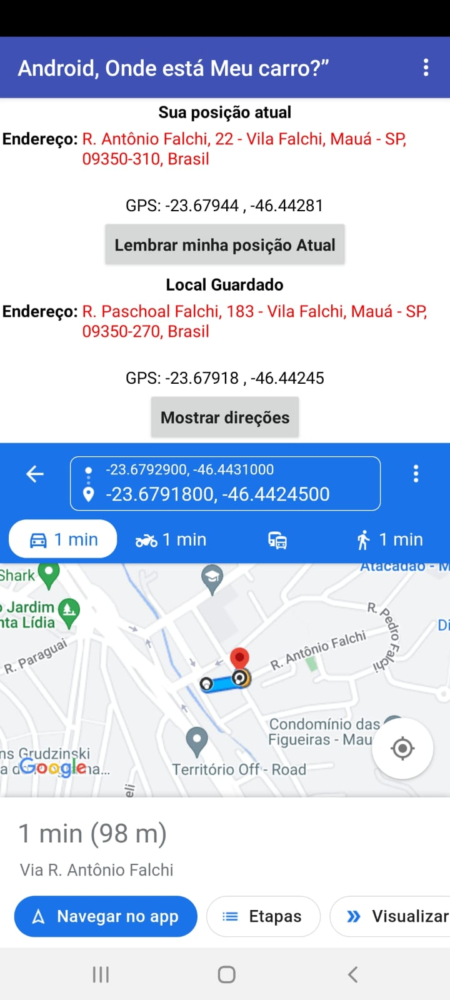 Android, Onde está Meu carro?”
Sua posição atual
Endereço: R. Antônio Falchi, 22 - Vila Falchi, Mauá - SP,
09350-310, Brasil
GPS: -23.67944 , -46.44281
Lembrar minha posição Atual
Local Guardado
Endereço: R. Paschoal Falchi, 183 - Vila Falchi, Mauá - SP,
09350-270, Brasil
GPS: -23.67918 , -46.44245
Mostrar direções
-23.6792900, -46.4431000
-23.6791800, -46.4424500
1 min
1 min
1 min
Atacadão - M
Shark
o Jardim
nta Lídia
R. Pedro Falchi
Di
R. Paraguai
R. Antônio Falchi
Condomínio das
Figueiras - Mau
ns Grudzinski
a d
Google
na...
Território Off - Road
eli
1 min (98 m)
Via R. Antônio Falchi
Navegar no app
Etapas
Visualizar